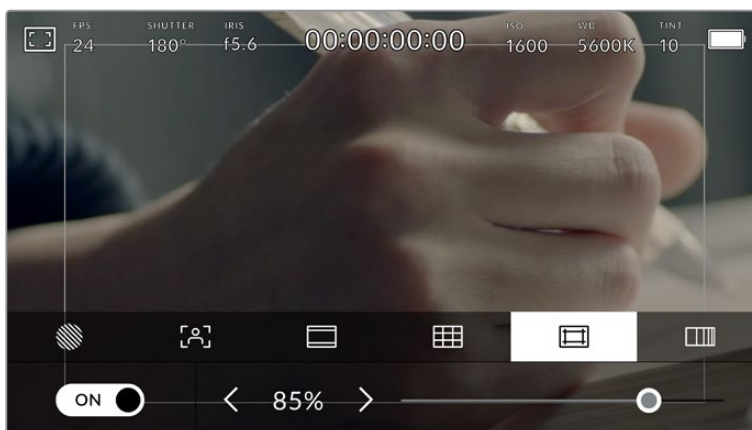 FPS SHUTTER IRIS ISO WB TINT
24 180° f5.6 00:00:00:00 1600 5600K 10
ON 85%